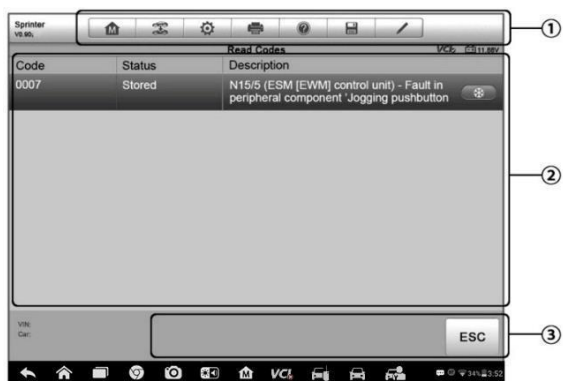 Sprinter
V0.90,
Read Codes
VCI
11.88V
Code Status Description
0007 Stored N15/5 (ESM [EWM] control unit) - Fault in
peripheral component 'Jogging pushbutton
VIN:
Car:
ESC
VCI
34% 3:52
①
②
③